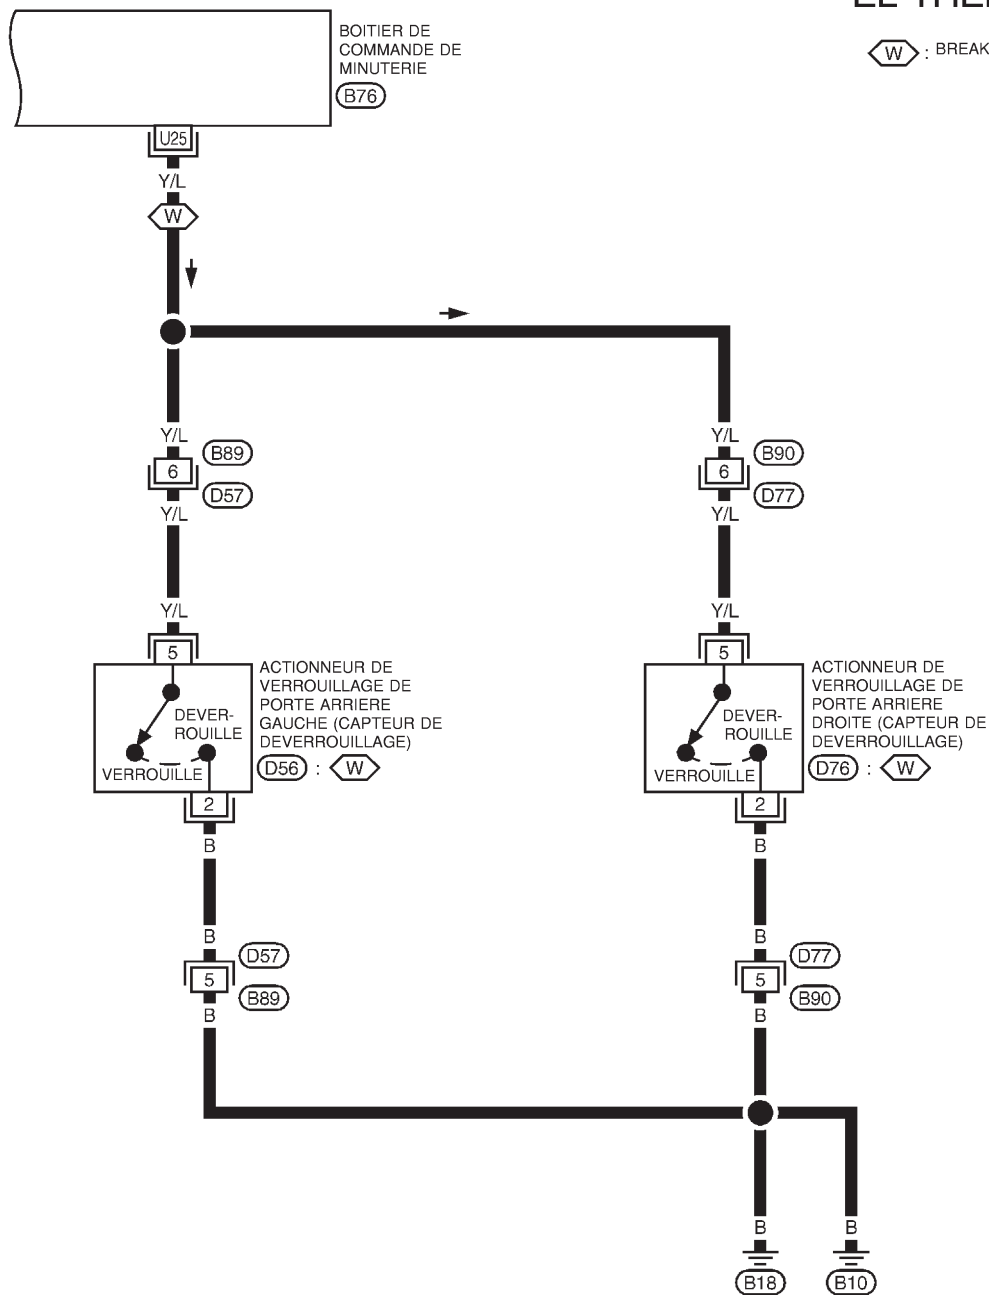 BOITIER DE
COMMANDE DE
MINUTERIE
B76
W : BREAK
U25
Y/L
W
Y/L
B89
6
D57
Y/L
Y/L
B90
6
D77
Y/L
Y/L
5
DEVER-
ROUILLE
VERROUILLE
ACTIONNEUR DE
VERROUILLAGE DE
PORTE ARRIERE
GAUCHE (CAPTEUR DE
DEVERROUILLAGE)
D56 : W
2
Y/L
5
DEVER-
ROUILLE
VERROUILLE
ACTIONNEUR DE
VERROUILLAGE DE
PORTE ARRIERE
DROITE (CAPTEUR DE
DEVERROUILLAGE)
D76 : W
2
B
B
D57
5
B89
B
B
B
D77
5
B90
B
B
B18
B
B10